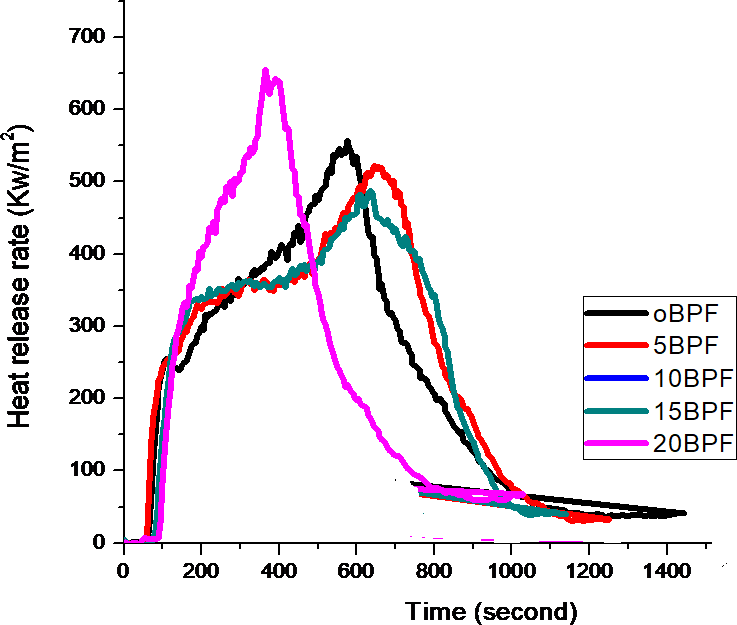 700
600
500
400
300
200
100
0
Heat release rate (Kw/m²)
0 200 400 600 800 1000 1200 1400
Time (second)
oBPF
5BPF
10BPF
15BPF
20BPF